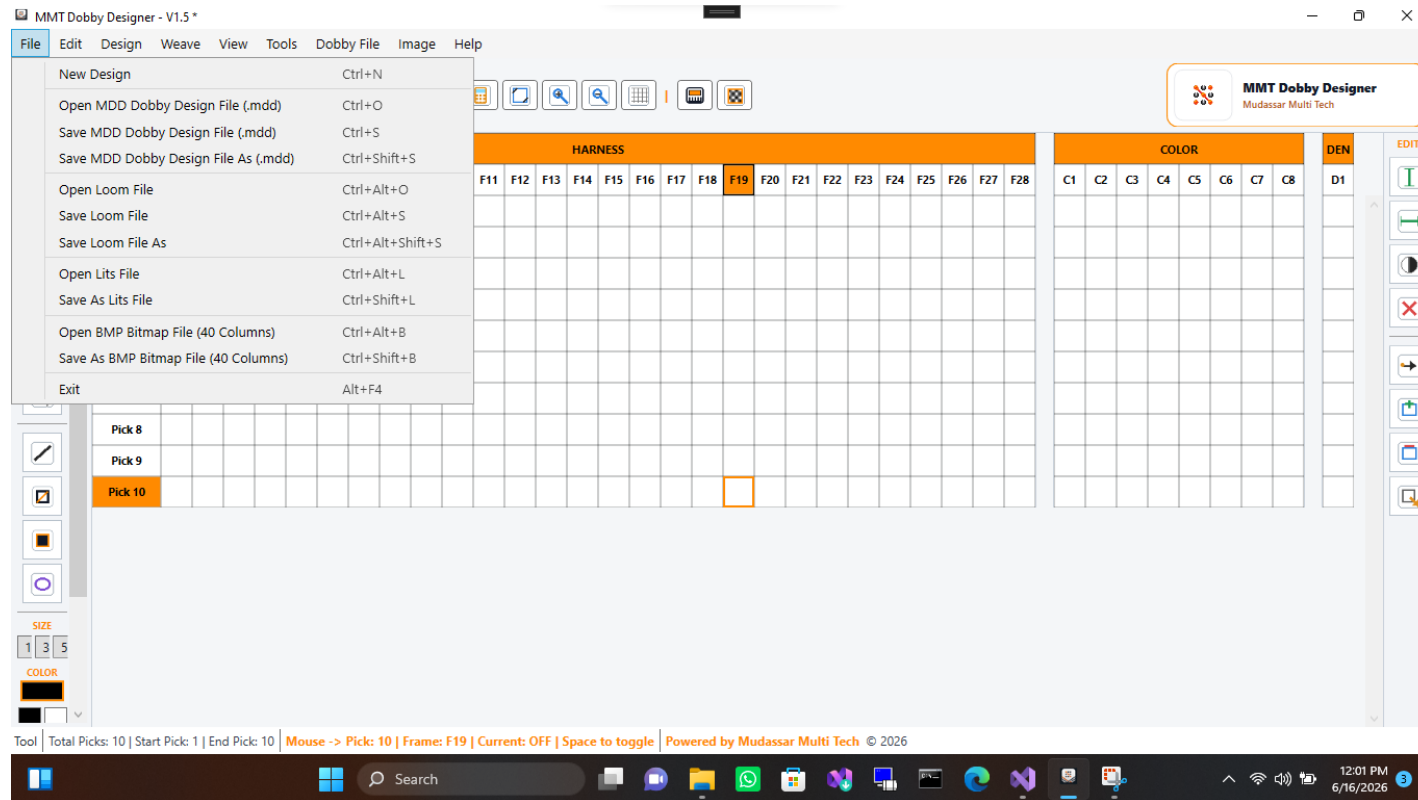 MMT Dobby Designer - V1.5 *
File Edit Design Weave View Tools Dobby File Image Help
New Design Ctrl+N
Open MDD Dobby Design File (.mdd) Ctrl+O
Save MDD Dobby Design File (.mdd) Ctrl+S
Save MDD Dobby Design File As (.mdd) Ctrl+Shift+S
Open Loom File Ctrl+Alt+O
Save Loom File Ctrl+Alt+S
Save Loom File As Ctrl+Alt+Shift+S
Open Lits File Ctrl+Alt+L
Save As Lits File Ctrl+Shift+L
Open BMP Bitmap File (40 Columns) Ctrl+Alt+B
Save As BMP Bitmap File (40 Columns) Ctrl+Shift+B
Exit Alt+F4
MMT Dobby Designer
Mudassar Multi Tech
HARNESS COLOR DEN EDIT
F11 F12 F13 F14 F15 F16 F17 F18 F19 F20 F21 F22 F23 F24 F25 F26 F27 F28 C1 C2 C3 C4 C5 C6 C7 C8 D1
Pick 8
Pick 9
Pick 10
SIZE
1 3 5
COLOR
Tool Total Picks: 10 | Start Pick: 1 | End Pick: 10 Mouse -> Pick: 10 | Frame: F19 | Current: OFF | Space to toggle Powered by Mudassar Multi Tech © 2026
Search
12:01 PM
6/16/2026
3